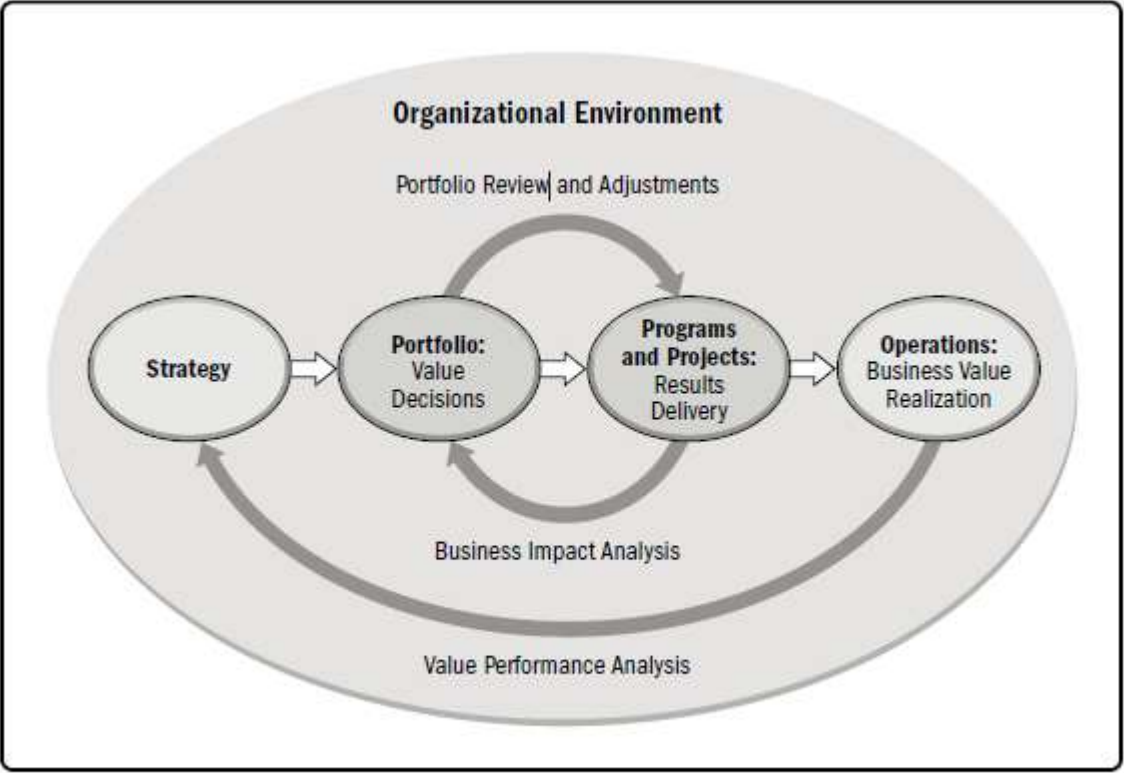 Organizational Environment
Portfolio Review and Adjustments
Strategy
Portfolio:
Value
Decisions
Programs
and Projects:
Results
Delivery
Operations:
Business Value
Realization
Business Impact Analysis
Value Performance Analysis